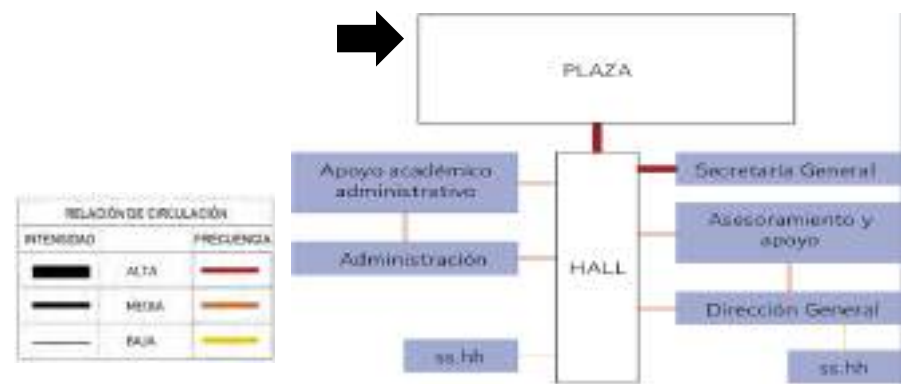 PLAZA
Apoyo académico
administrativo
Secretaría General
RELACIÓN DE CIRCULACIÓN
INTENSIDAD FRECUENCIA
Asesoramiento y
apoyo
Administración
HALL
ALTA
MEDIA
BAJA
Dirección General
ss.hh
ss.hh